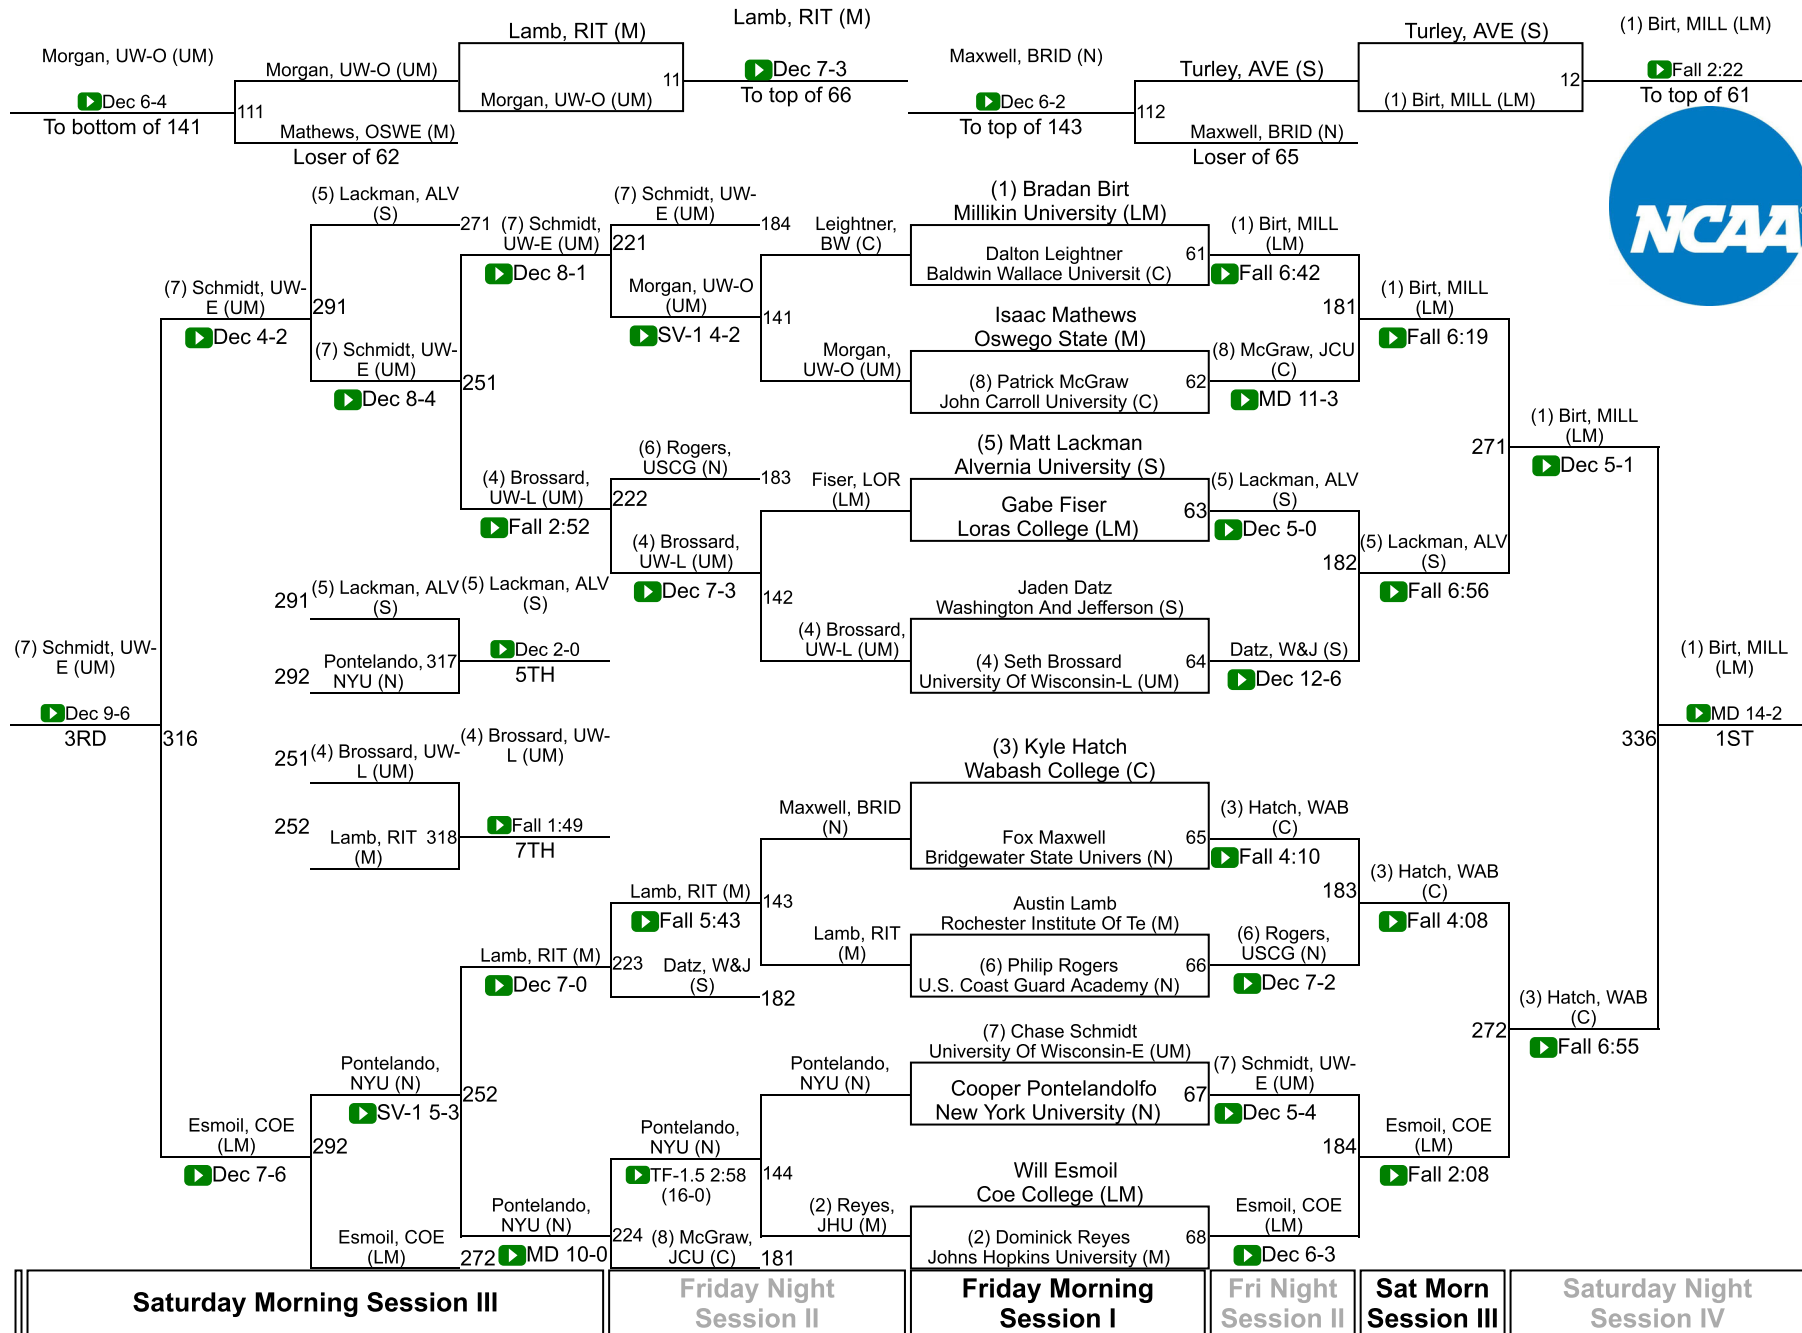 Lamb, RIT (M)
Morgan, UW-O (UM)
11
Lamb, RIT (M)
Dec 7-3
To top of 66
Morgan, UW-O (UM)
Dec 6-4
To bottom of 141
Morgan, UW-O (UM)
111
Mathews, OSWE (M)
Loser of 62
Maxwell, BRID (N)
Dec 6-2
To top of 143
Turley, AVE (S)
112
Maxwell, BRID (N)
Loser of 65
Turley, AVE (S)
(1) Birt, MILL (LM)
12
(1) Birt, MILL (LM)
Fall 2:22
To top of 61
NCAA
(5) Lackman, ALV
(S)
271
(7) Schmidt,
UW-E (UM)
Dec 8-1
(7) Schmidt, UW-
E (UM)
184
221
Morgan, UW-O
(UM)
SV-1 4-2
Leightner,
BW (C)
141
Morgan,
UW-O (UM)
(1) Bradan Birt
Millikin University (LM)
Dalton Leightner
Baldwin Wallace Universit (C)
61
Isaac Mathews
Oswego State (M)
(8) Patrick McGraw
John Carroll University (C)
62
(1) Birt, MILL
(LM)
Fall 6:42
181
(8) McGraw, JCU
(C)
MD 11-3
(1) Birt, MILL
(LM)
Fall 6:19
(7) Schmidt, UW-
E (UM)
Dec 4-2
291
(7) Schmidt, UW-
E (UM)
Dec 8-4
251
(4) Brossard,
UW-L (UM)
Fall 2:52
(6) Rogers,
USCG (N)
183
222
(4) Brossard,
UW-L (UM)
Dec 7-3
Fiser, LOR
(LM)
142
(4) Brossard,
UW-L (UM)
(5) Matt Lackman
Alvernia University (S)
Gabe Fiser
Loras College (LM)
63
Jaden Datz
Washington And Jefferson (S)
(4) Seth Brossard
University Of Wisconsin-L (UM)
64
(5) Lackman, ALV
(S)
Dec 5-0
182
Datz, W&J (S)
Dec 12-6
(5) Lackman, ALV
(S)
Fall 6:56
271
(1) Birt, MILL
(LM)
Dec 5-1
291
(5) Lackman, ALV
(S)
292
Pontelando,
NYU (N)
317
(5) Lackman, ALV
(S)
Dec 2-0
5TH
(7) Schmidt, UW-
E (UM)
Dec 9-6
3RD
316
251
(4) Brossard, UW-
L (UM)
252
Lamb, RIT
(M)
318
(4) Brossard, UW-
L (UM)
Fall 1:49
7TH
(1) Birt, MILL
(LM)
MD 14-2
1ST
336
(3) Kyle Hatch
Wabash College (C)
Fox Maxwell
Bridgewater State Univers (N)
65
Austin Lamb
Rochester Institute Of Te (M)
(6) Philip Rogers
U.S. Coast Guard Academy (N)
66
Maxwell, BRID
(N)
143
Lamb, RIT
(M)
Lamb, RIT (M)
Fall 5:43
223
Datz, W&J
(S)
182
Lamb, RIT (M)
Dec 7-0
(3) Hatch, WAB
(C)
Fall 4:10
183
(6) Rogers,
USCG (N)
Dec 7-2
(3) Hatch, WAB
(C)
Fall 4:08
272
(3) Hatch, WAB
(C)
Fall 6:55
(7) Chase Schmidt
University Of Wisconsin-E (UM)
Cooper Pontelandolfo
New York University (N)
67
Will Esmoil
Coe College (LM)
(2) Dominick Reyes
Johns Hopkins University (M)
68
Pontelando,
NYU (N)
144
(2) Reyes,
JHU (M)
Pontelando,
NYU (N)
TF-1.5 2:58
(16-0)
224
(8) McGraw,
JCU (C)
181
Pontelando,
NYU (N)
MD 10-0
Pontelando,
NYU (N)
SV-1 5-3
252
Esmoil, COE
(LM)
Dec 7-6
292
Esmoil, COE
(LM)
272
(7) Schmidt, UW-
E (UM)
Dec 5-4
184
Esmoil, COE
(LM)
Dec 6-3
Esmoil, COE
(LM)
Fall 2:08
Saturday Morning Session III
Friday Night
Session II
Friday Morning
Session I
Fri Night
Session II
Sat Morn
Session III
Saturday Night
Session IV